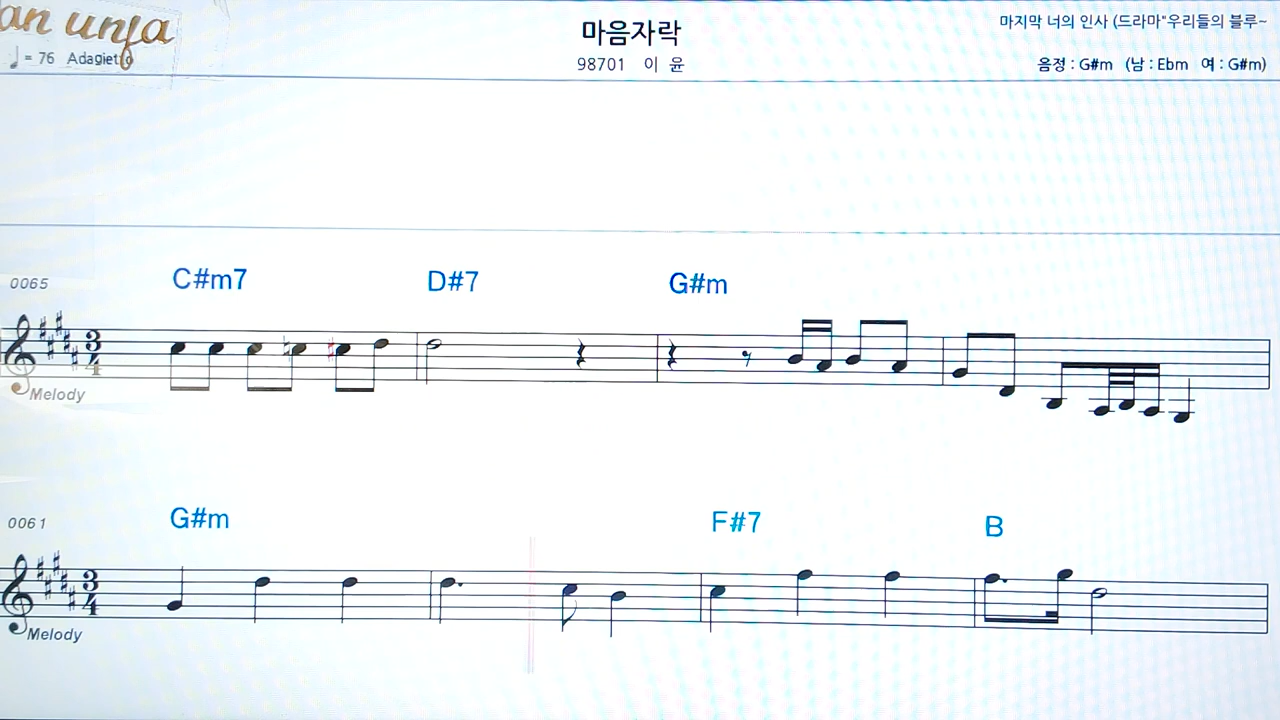 an unja
♩ = 76 Adagietto
마음자락
98701 이 윤
마지막 너의 인사 (드라마"우리들의 블루~
음정 : G#m (남 : Ebm 여 : G#m)
C#m7 D#7 G#m
0065
3/4
Melody
G#m F#7 B
0061
3/4
Melody